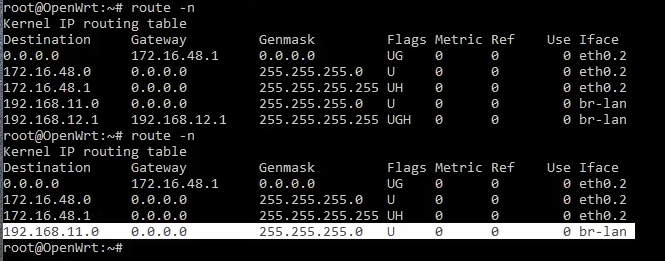 root@OpenWrt:~# route -n
Kernel IP routing table
Destination     Gateway         Genmask         Flags Metric Ref    Use Iface
0.0.0.0         172.16.48.1     0.0.0.0         UG    0      0        0 eth0.2
172.16.48.0     0.0.0.0         255.255.255.0   U     0      0        0 eth0.2
172.16.48.1     0.0.0.0         255.255.255.255 UH    0      0        0 eth0.2
192.168.11.0    0.0.0.0         255.255.255.0   U     0      0        0 br-lan
192.168.12.1    192.168.12.1    255.255.255.255 UGH   0      0        0 br-lan
root@OpenWrt:~# route -n
Kernel IP routing table
Destination     Gateway         Genmask         Flags Metric Ref    Use Iface
0.0.0.0         172.16.48.1     0.0.0.0         UG    0      0        0 eth0.2
172.16.48.0     0.0.0.0         255.255.255.0   U     0      0        0 eth0.2
172.16.48.1     0.0.0.0         255.255.255.255 UH    0      0        0 eth0.2
192.168.11.0    0.0.0.0         255.255.255.0   U     0      0        0 br-lan
root@OpenWrt:~#